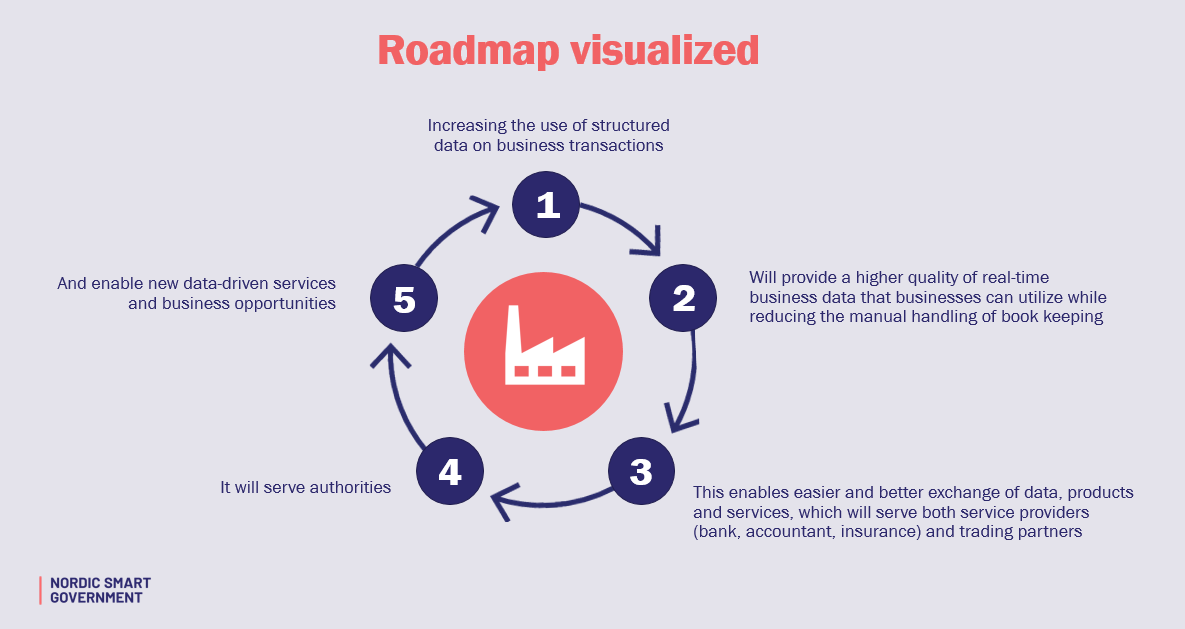 Roadmap visualized
Increasing the use of structured
data on business transactions
1
2
Will provide a higher quality of real-time
business data that businesses can utilize while
reducing the manual handling of book keeping
3
This enables easier and better exchange of data, products
and services, which will serve both service providers
(bank, accountant, insurance) and trading partners
4
It will serve authorities
5
And enable new data-driven services
and business opportunities
NORDIC SMART
GOVERNMENT